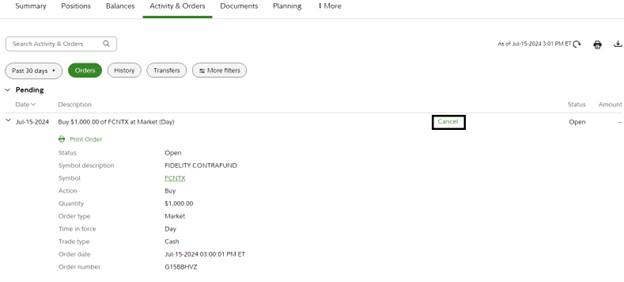 Summary Positions Balances Activity & Orders Documents Planning More
Search Activity & Orders As of Jul-15-2024 3:01 PM ET
Past 30 days Orders History Transfers More filters
Pending
Date Description Status Amount
Jul-15-2024 Buy $1,000.00 of FCNTX at Market (Day) Cancel Open --
Print Order
Status Open
Symbol description FIDELITY CONTRAFUND
Symbol FCNTX
Action Buy
Quantity $1,000.00
Order type Market
Time in force Day
Trade type Cash
Order date Jul-15-2024 03:00:01 PM ET
Order number G15BBHVZ